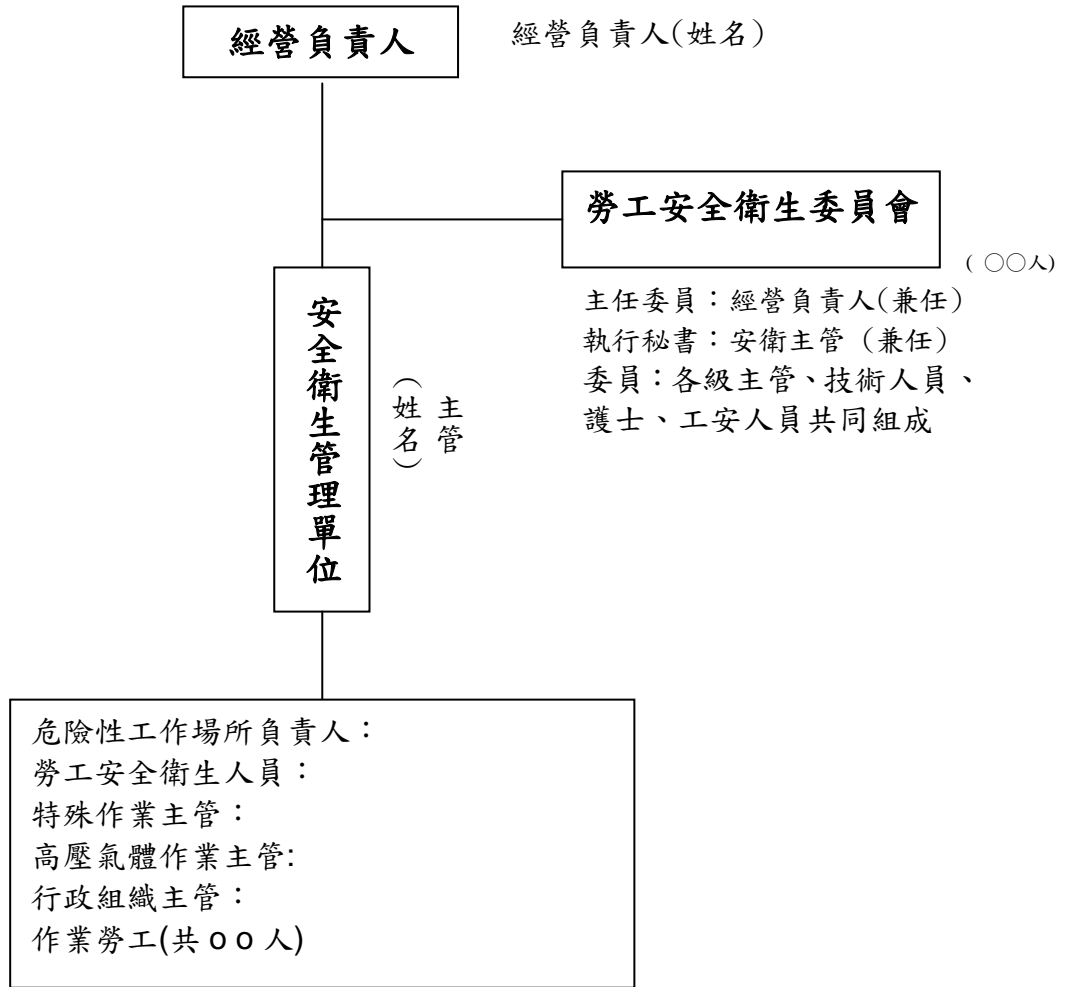 經營負責人
經營負責人(姓名)
勞工安全衛生委員會
( ○○人)
主任委員：經營負責人(兼任)
執行秘書：安衛主管（兼任)
委員：各級主管、技術人員、
護士、工安人員共同組成
安全衛生管理單位
主管
（姓名）
危險性工作場所負責人：
勞工安全衛生人員：
特殊作業主管：
高壓氣體作業主管:
行政組織主管：
作業勞工(共 o o 人)